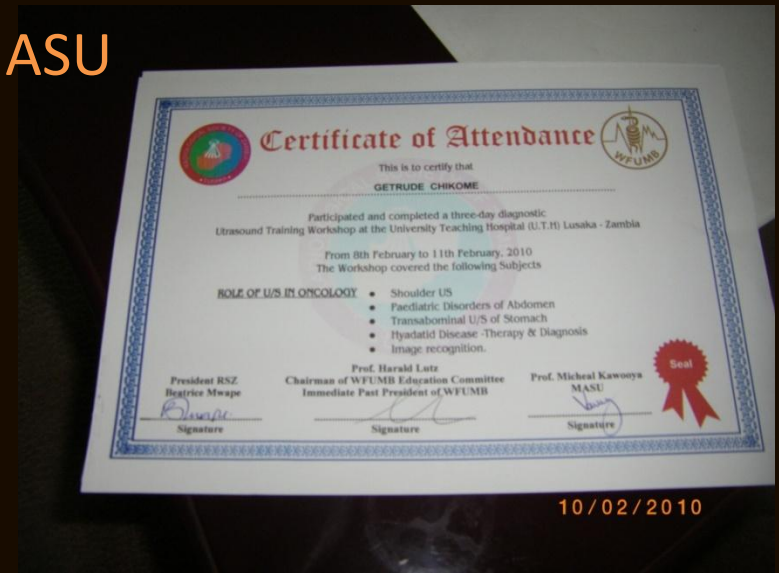 ASU
Certificate of Attendance
WFUMB
This is to certify that
GETRUDE CHIKOME
Participated and completed a three-day diagnostic
Utrasound Training Workshop at the University Teaching Hospital (U.T.H) Lusaka - Zambia
From 8th February to 11th February, 2010
The Workshop covered the following Subjects
ROLE OF U/S IN ONCOLOGY • Shoulder US
• Paediatric Disorders of Abdomen
• Transabominal U/S of Stomach
• Hyadatid Disease -Therapy & Diagnosis
• Image recognition.
President RSZ
Beatrice Mwape
Signature
Prof. Harald Lutz
Chairman of WFUMB Education Committee
Immediate Past President of WFUMB
Signature
Prof. Micheal Kawooya
MASU
Signature
Seal
10/02/2010